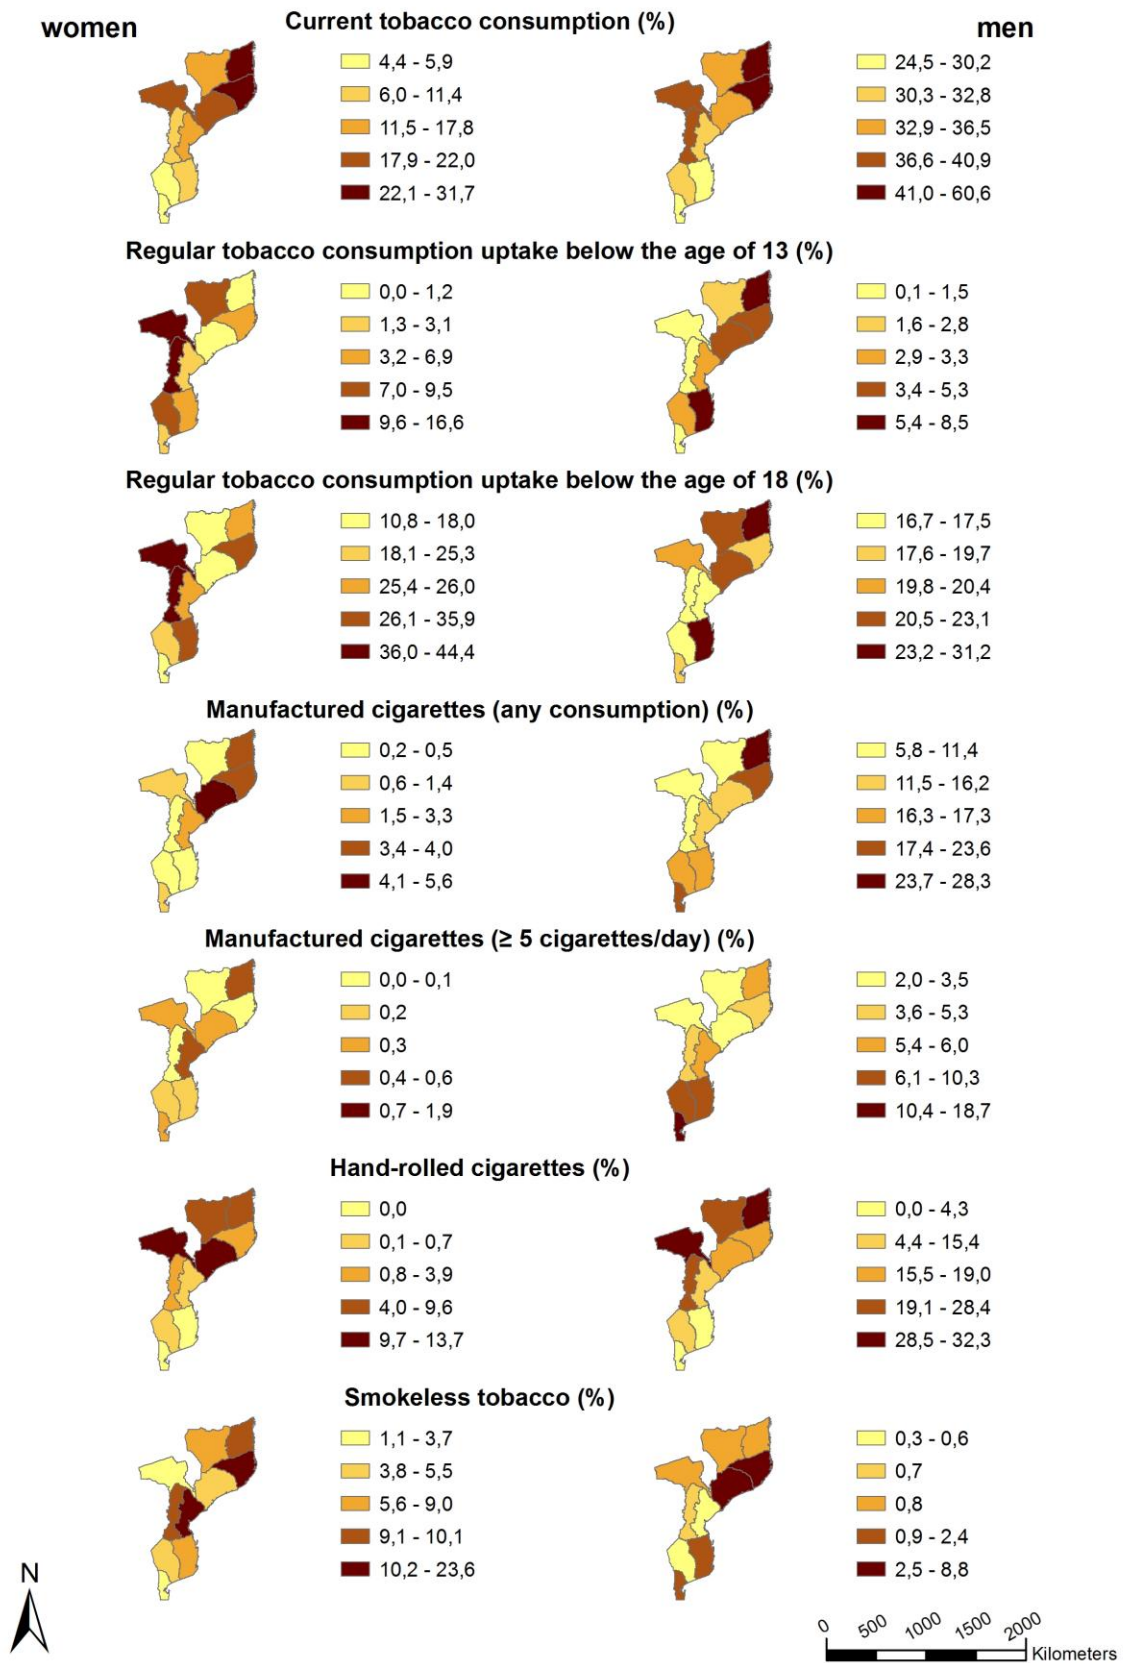 women
Current tobacco consumption (%)
men
4,4 - 5,9
6,0 - 11,4
11,5 - 17,8
17,9 - 22,0
22,1 - 31,7
24,5 - 30,2
30,3 - 32,8
32,9 - 36,5
36,6 - 40,9
41,0 - 60,6
Regular tobacco consumption uptake below the age of 13 (%)
0,0 - 1,2
1,3 - 3,1
3,2 - 6,9
7,0 - 9,5
9,6 - 16,6
0,1 - 1,5
1,6 - 2,8
2,9 - 3,3
3,4 - 5,3
5,4 - 8,5
Regular tobacco consumption uptake below the age of 18 (%)
10,8 - 18,0
18,1 - 25,3
25,4 - 26,0
26,1 - 35,9
36,0 - 44,4
16,7 - 17,5
17,6 - 19,7
19,8 - 20,4
20,5 - 23,1
23,2 - 31,2
Manufactured cigarettes (any consumption) (%)
0,2 - 0,5
0,6 - 1,4
1,5 - 3,3
3,4 - 4,0
4,1 - 5,6
5,8 - 11,4
11,5 - 16,2
16,3 - 17,3
17,4 - 23,6
23,7 - 28,3
Manufactured cigarettes (≥ 5 cigarettes/day) (%)
0,0 - 0,1
0,2
0,3
0,4 - 0,6
0,7 - 1,9
2,0 - 3,5
3,6 - 5,3
5,4 - 6,0
6,1 - 10,3
10,4 - 18,7
Hand-rolled cigarettes (%)
0,0
0,1 - 0,7
0,8 - 3,9
4,0 - 9,6
9,7 - 13,7
0,0 - 4,3
4,4 - 15,4
15,5 - 19,0
19,1 - 28,4
28,5 - 32,3
Smokeless tobacco (%)
1,1 - 3,7
3,8 - 5,5
5,6 - 9,0
9,1 - 10,1
10,2 - 23,6
0,3 - 0,6
0,7
0,8
0,9 - 2,4
2,5 - 8,8
N
0 500 1000 1500 2000
Kilometers